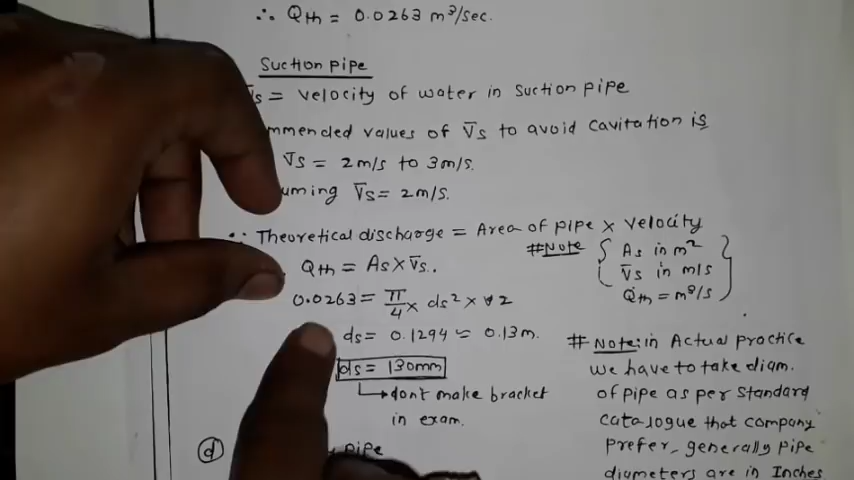 ∴ Qth = 0.0263 m³/sec.
Suction pipe
V̄s = velocity of water in suction pipe
mmended values of V̄s to avoid cavitation is
V̄s = 2m/s to 3m/s.
uming V̄s = 2m/s.
∵ Theoretical discharge = Area of pipe × velocity
#Note { As in m²
V̄s in m/s
Qth = m³/s }
Qth = As × V̄s.
0.0263 = π/4 × ds² × 2
ds = 0.1294 ≈ 0.13m.
ds = 130mm
→ don't make bracket
in exam.
# Note: in Actual practice
we have to take diam.
of pipe as per standard
catalogue that company
prefer, generally pipe
diameters are in Inches
(d) pipe